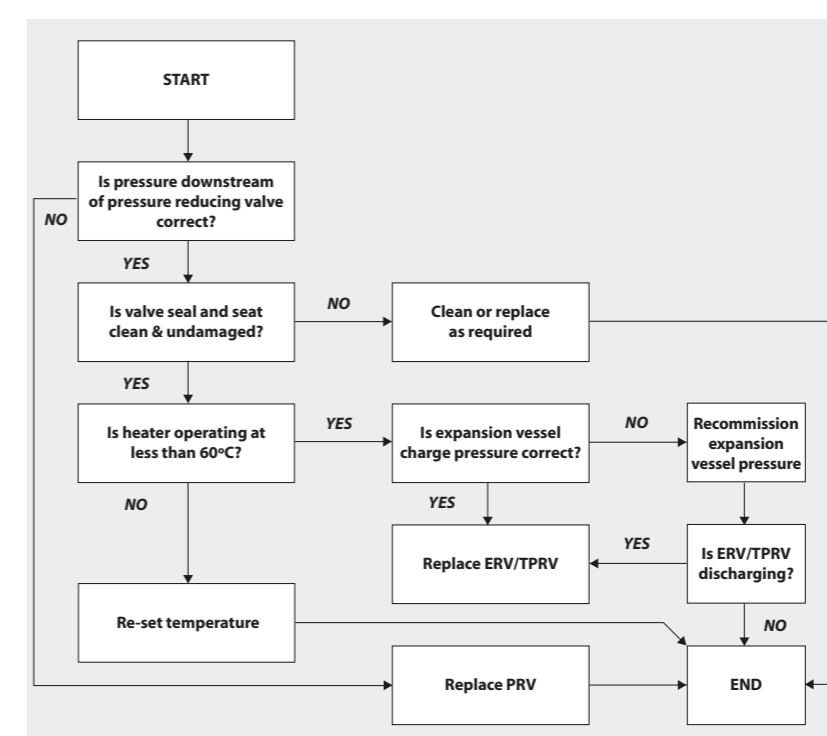 START
Is pressure downstream
of pressure reducing valve
correct?
NO
YES
Is valve seal and seat
clean & undamaged?
NO
Clean or replace
as required
YES
Is heater operating at
less than 60ºC?
YES
Is expansion vessel
charge pressure correct?
NO
Recommission
expansion
vessel pressure
NO
YES
Replace ERV/TPRV
YES
Is ERV/TPRV
discharging?
Re-set temperature
NO
Replace PRV
END